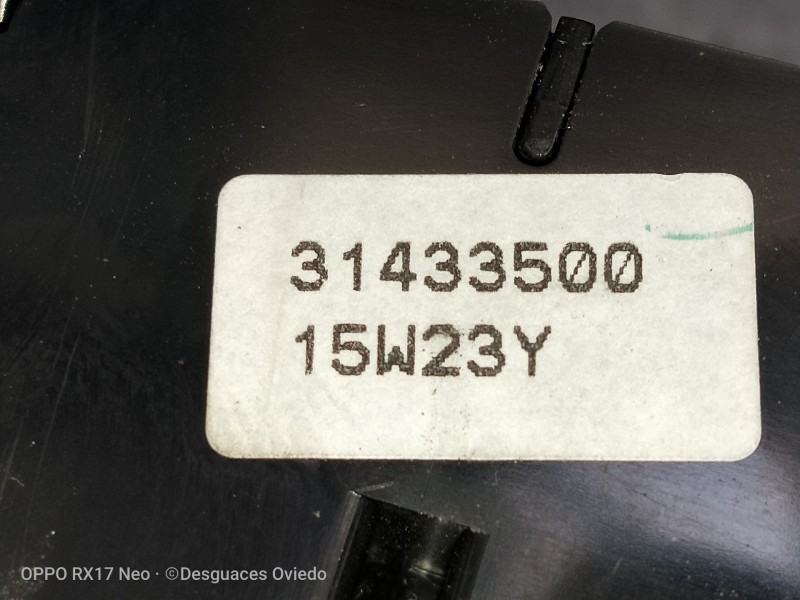 31433500
15W23Y
OPPO RX17 Neo · ©Desguaces Oviedo